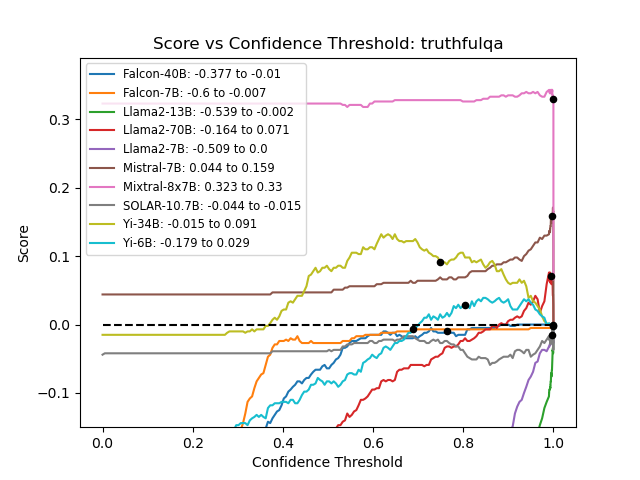 Score vs Confidence Threshold: truthfulqa
Falcon-40B: -0.377 to -0.01
Falcon-7B: -0.6 to -0.007
Llama2-13B: -0.539 to -0.002
Llama2-70B: -0.164 to 0.071
Llama2-7B: -0.509 to 0.0
Mistral-7B: 0.044 to 0.159
Mixtral-8x7B: 0.323 to 0.33
SOLAR-10.7B: -0.044 to -0.015
Yi-34B: -0.015 to 0.091
Yi-6B: -0.179 to 0.029
Score
0.3
0.2
0.1
0.0
−0.1
0.0 0.2 0.4 0.6 0.8 1.0
Confidence Threshold